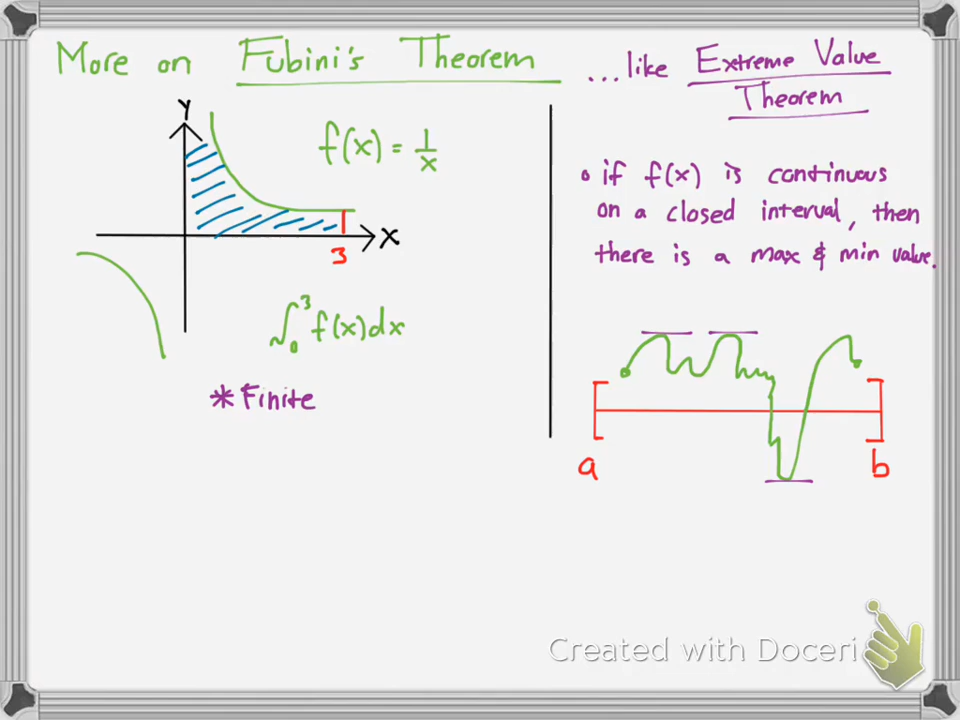 More on Fubini's Theorem
Y
f(x) = 1/x
X
3
∫₀³ f(x)dx
*Finite
...like Extreme Value
Theorem
• if f(x) is continuous
on a closed interval, then
there is a max & min value.
a
b
Created with Doceri